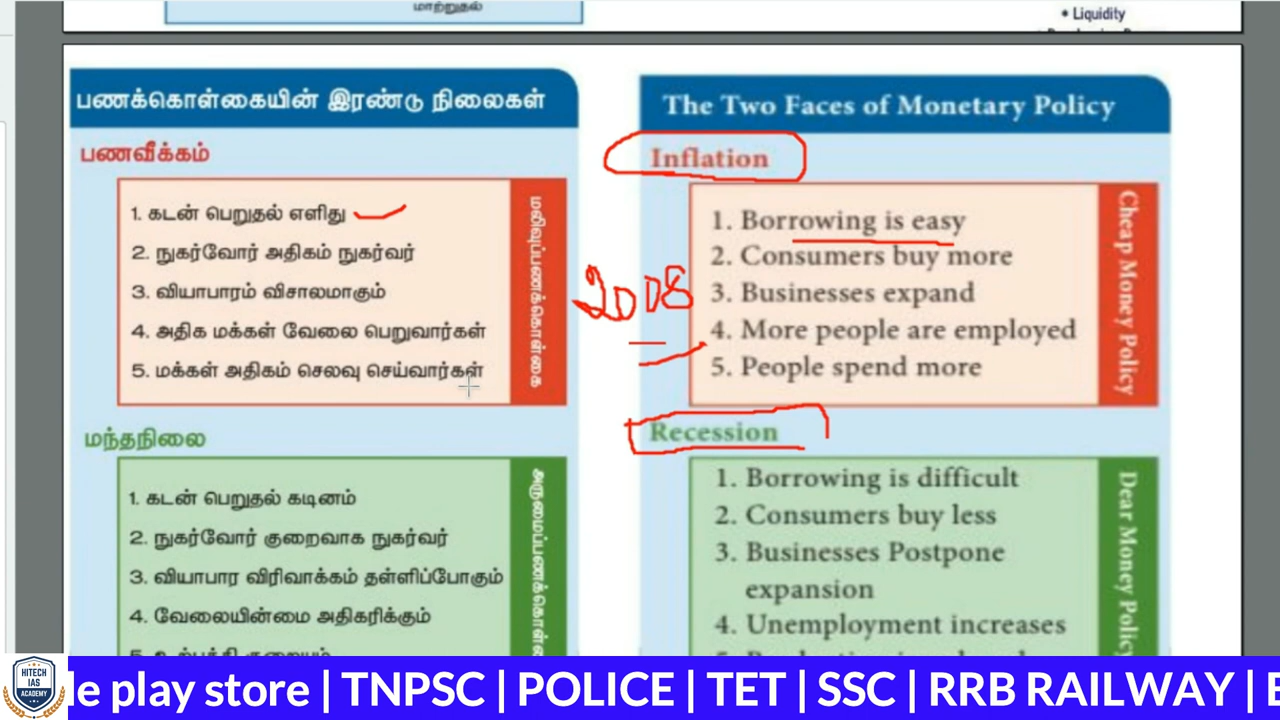 மாற்றுதல்
• Liquidity
பணக்கொள்கையின் இரண்டு நிலைகள்
பணவீக்கம்
1. கடன் பெறுதல் எளிது
2. நுகர்வோர் அதிகம் நுகர்வர்
3. வியாபாரம் விசாலமாகும்
4. அதிக மக்கள் வேலை பெறுவார்கள்
5. மக்கள் அதிகம் செலவு செய்வார்கள்
மலிவுப்பணக்கொள்கை
மந்தநிலை
1. கடன் பெறுதல் கடினம்
2. நுகர்வோர் குறைவாக நுகர்வர்
3. வியாபார விரிவாக்கம் தள்ளிப்போகும்
4. வேலையின்மை அதிகரிக்கும்
The Two Faces of Monetary Policy
Inflation
2008
1. Borrowing is easy
2. Consumers buy more
3. Businesses expand
4. More people are employed
5. People spend more
Cheap Money Policy
Recession
1. Borrowing is difficult
2. Consumers buy less
3. Businesses Postpone
expansion
4. Unemployment increases
Dear Money Policy
HITECH
IAS
ACADEMY
le play store | TNPSC | POLICE | TET | SSC | RRB RAILWAY |